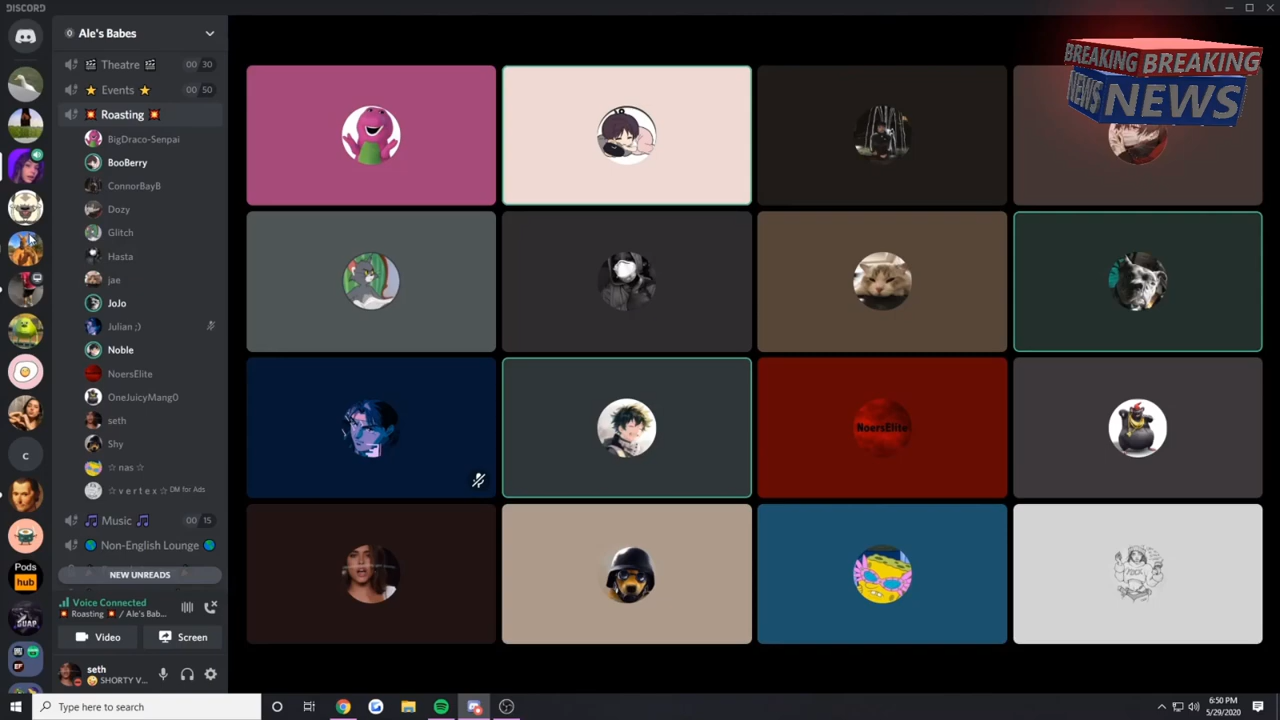 DISCORD
Ale's Babes
Theatre
00 30
Events
00 50
Roasting
BigDraco-Senpai
BooBerry
ConnorBayB
Dozy
Glitch
Hasta
jae
JoJo
Julian ;)
Noble
NoersElite
OneJuicyMang0
seth
Shy
☆ nas ☆
☆ v e r t e x ☆ DM for Ads
Music
00 15
Non-English Lounge
NEW UNREADS
Voice Connected
Roasting / Ale's Bab...
Video
Screen
seth
SHORTY V...
c
Pods
hub
SUAP
BREAKING BREAKING
NEWS NEWS
NoersElite
Type here to search
6:50 PM
5/29/2020